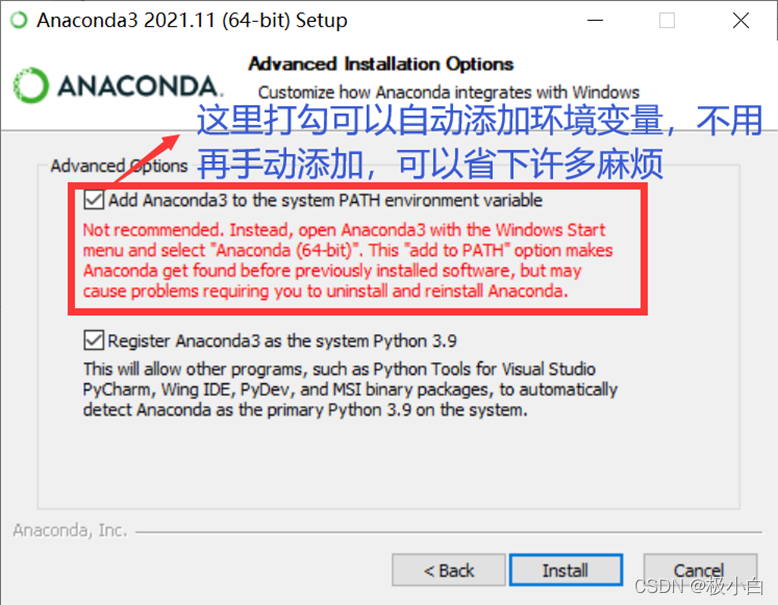 Anaconda3 2021.11 (64-bit) Setup
ANACONDA.
Advanced Installation Options
Customize how Anaconda integrates with Windows
这里打勾可以自动添加环境变量，不用
再手动添加，可以省下许多麻烦
Advanced Options
Add Anaconda3 to the system PATH environment variable
Not recommended. Instead, open Anaconda3 with the Windows Start
menu and select "Anaconda (64-bit)". This "add to PATH" option makes
Anaconda get found before previously installed software, but may
cause problems requiring you to uninstall and reinstall Anaconda.
Register Anaconda3 as the system Python 3.9
This will allow other programs, such as Python Tools for Visual Studio
PyCharm, Wing IDE, PyDev, and MSI binary packages, to automatically
detect Anaconda as the primary Python 3.9 on the system.
Anaconda, Inc.
< Back
Install
Cancel
CSDN @极小白